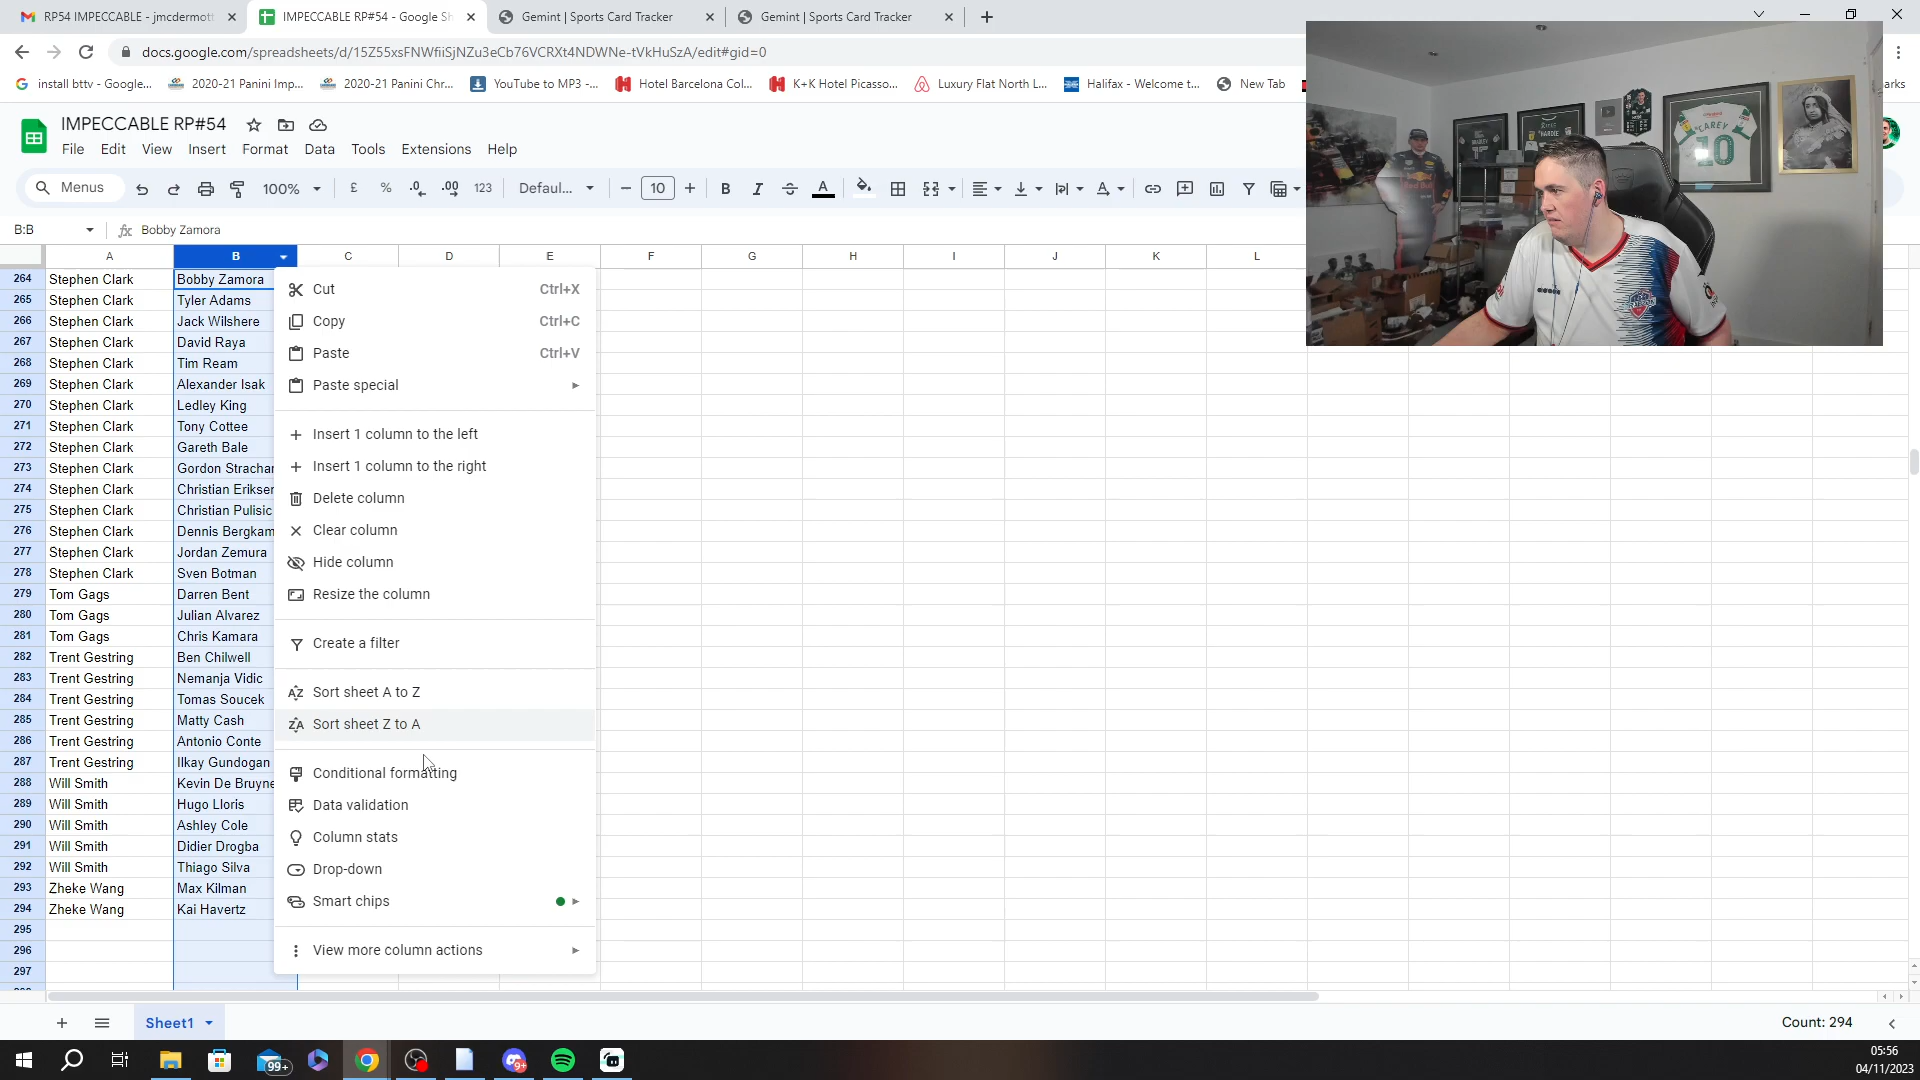 RP54 IMPECCABLE - jmcdermott
IMPECCABLE RP#54 - Google Sh
Gemint | Sports Card Tracker
Gemint | Sports Card Tracker
docs.google.com/spreadsheets/d/15Z55xsFNWfiiSjNZu3eCb76VCRXt4NDWNe-tVkHuSzA/edit#gid=0
install bttv - Google...
2020-21 Panini Imp...
2020-21 Panini Chr...
YouTube to MP3 -...
Hotel Barcelona Col...
K+K Hotel Picasso...
Luxury Flat North L...
Halifax - Welcome t...
New Tab
arks
IMPECCABLE RP#54
File Edit View Insert Format Data Tools Extensions Help
Menus 100% £ % .0 .00 123 Defaul... 10 B I A
B:B fx Bobby Zamora
A B C D E F G H I J K L
264 Stephen Clark Bobby Zamora
265 Stephen Clark Tyler Adams
266 Stephen Clark Jack Wilshere
267 Stephen Clark David Raya
268 Stephen Clark Tim Ream
269 Stephen Clark Alexander Isak
270 Stephen Clark Ledley King
271 Stephen Clark Tony Cottee
272 Stephen Clark Gareth Bale
273 Stephen Clark Gordon Strachan
274 Stephen Clark Christian Eriksen
275 Stephen Clark Christian Pulisic
276 Stephen Clark Dennis Bergkam
277 Stephen Clark Jordan Zemura
278 Stephen Clark Sven Botman
279 Tom Gags Darren Bent
280 Tom Gags Julian Alvarez
281 Tom Gags Chris Kamara
282 Trent Gestring Ben Chilwell
283 Trent Gestring Nemanja Vidic
284 Trent Gestring Tomas Soucek
285 Trent Gestring Matty Cash
286 Trent Gestring Antonio Conte
287 Trent Gestring Ilkay Gundogan
288 Will Smith Kevin De Bruyne
289 Will Smith Hugo Lloris
290 Will Smith Ashley Cole
291 Will Smith Didier Drogba
292 Will Smith Thiago Silva
293 Zheke Wang Max Kilman
294 Zheke Wang Kai Havertz
295
296
297
Cut Ctrl+X
Copy Ctrl+C
Paste Ctrl+V
Paste special
Insert 1 column to the left
Insert 1 column to the right
Delete column
Clear column
Hide column
Resize the column
Create a filter
Sort sheet A to Z
Sort sheet Z to A
Conditional formatting
Data validation
Column stats
Drop-down
Smart chips
View more column actions
CAREY
10
HARDIE
BRADLEY
Sheet1
Count: 294
99+
9+
05:56
04/11/2023